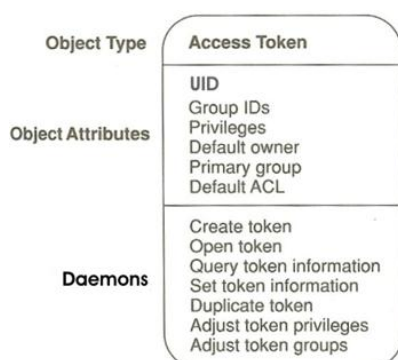 Object Type
Access Token
Object Attributes
UID
Group IDs
Privileges
Default owner
Primary group
Default ACL
Daemons
Create token
Open token
Query token information
Set token information
Duplicate token
Adjust token privileges
Adjust token groups